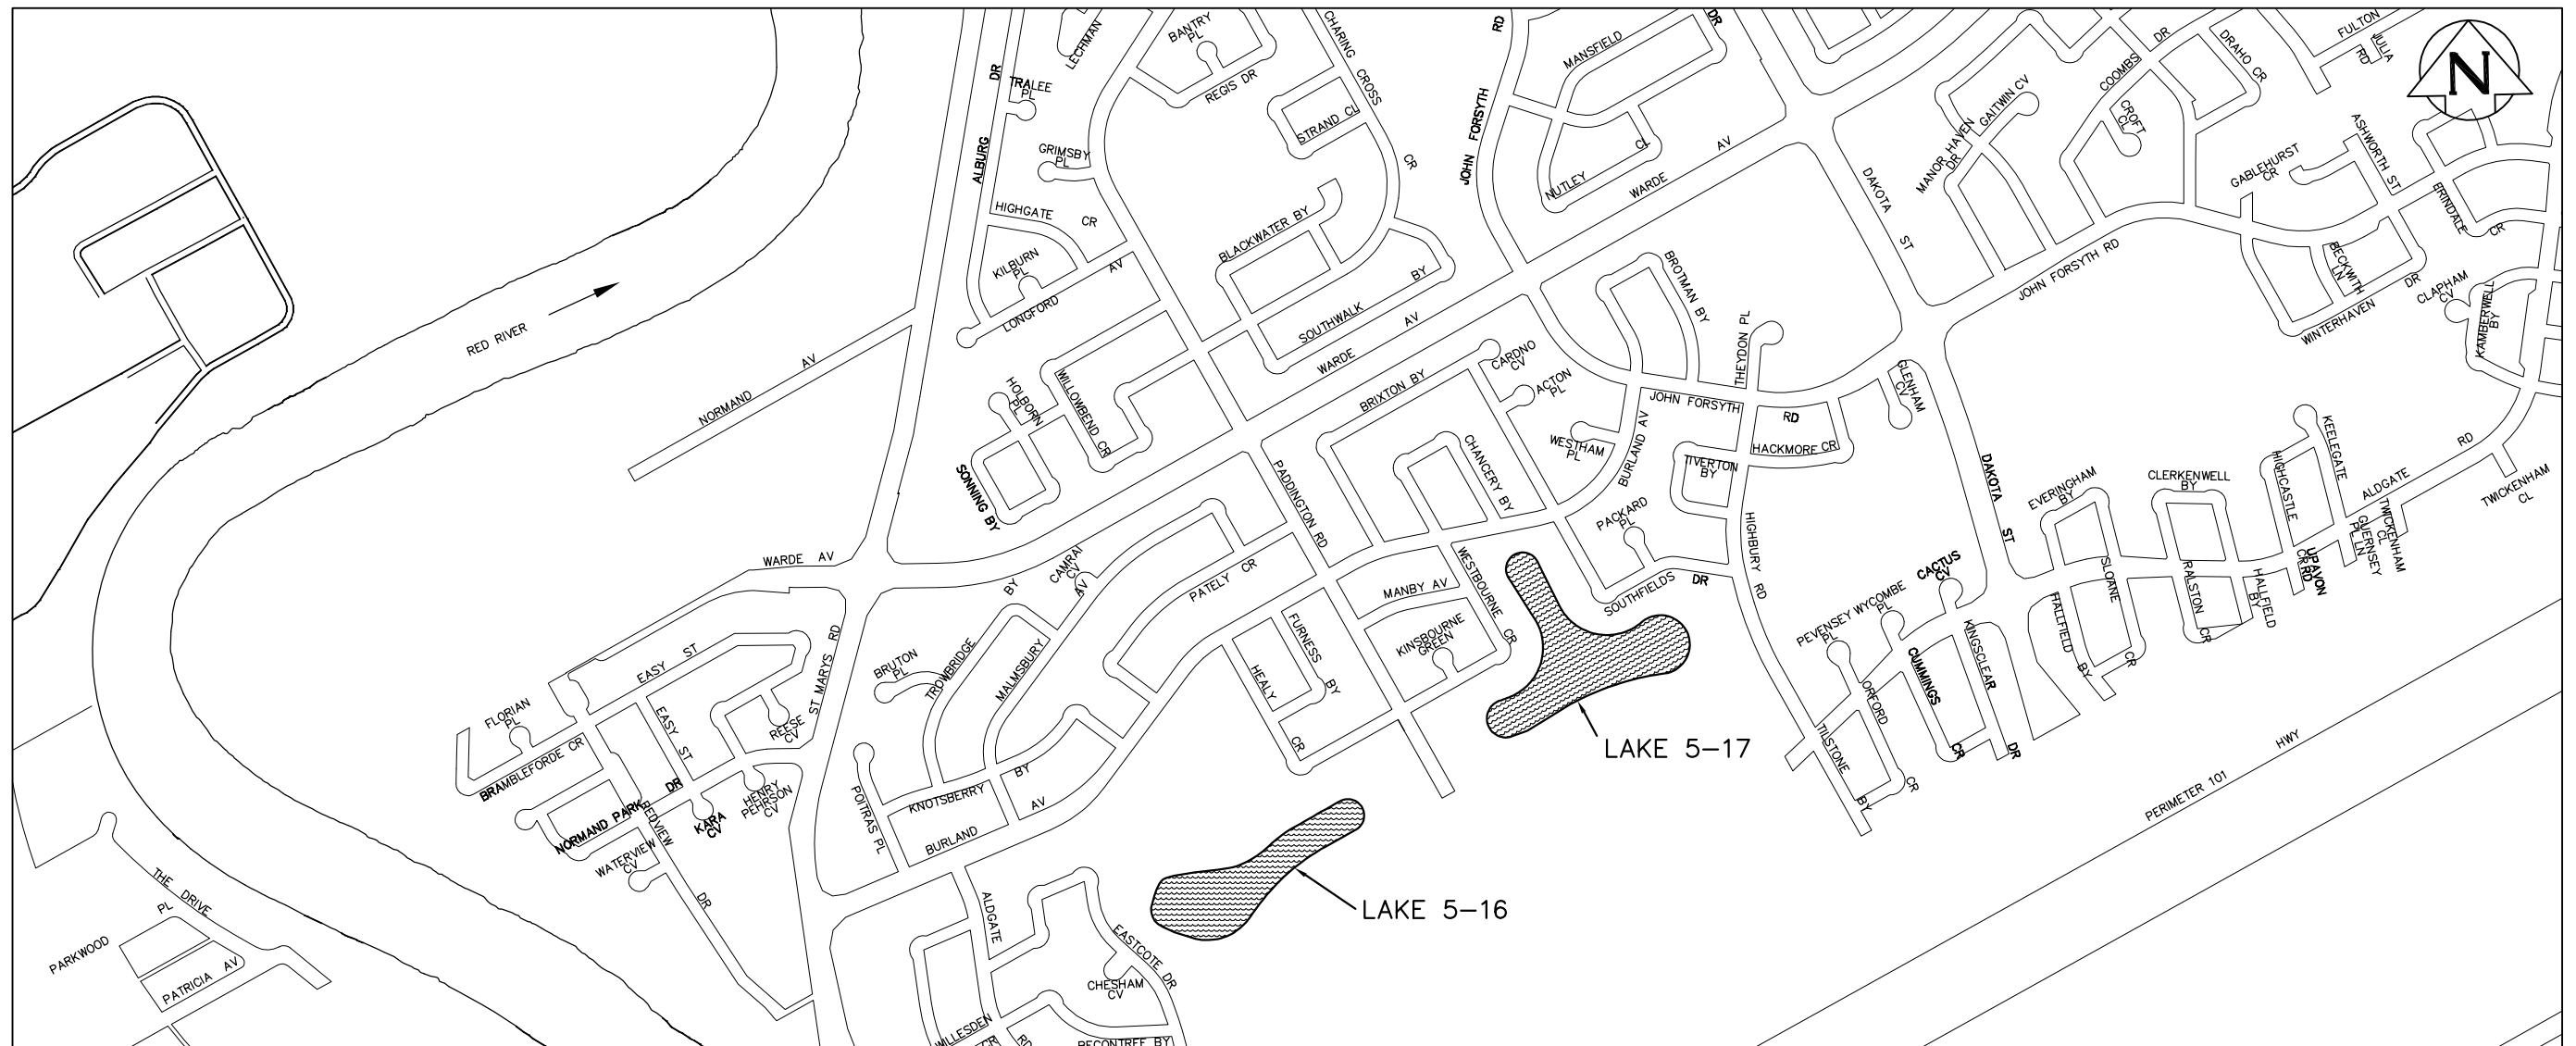 LECHMAN
BANTRY
PL
REGIS DR
CHARING CROSS
CR
STRAND CL
RD
JOHN FORSYTH
MANSFIELD
DR
NUTLEY
CL
WARDE
AV
DAKOTA
ST
MANOR HAVEN
DR
GAITWIN CV
COOMBS
DR
DRAHO CR
CROFT
CL
FULTON
JULIA
RD
N
GABLEHURST
CR
ASHWORTH ST
BRINDALE
CR
BECKWITH
LN
WINTERHAVEN
DR
CLAPHAM
CV
KAMBERWELL
BY
JOHN FORSYTH RD
ALBURG
DR
TRALEE
PL
GRIMSBY
PL
HIGHGATE CR
KILBURN
PL
LONGFORD
AV
BLACKWATER BY
SOUTHWALK
BY
WARDE
AV
RED RIVER
NORMAND
AV
HOLBORN
PL
WILLOWBEND CR
SONNING BY
BRIXTON BY
CARDNO
CV
ACTON
PL
BROTMAN BY
THEYDON PL
JOHN FORSYTH
RD
GLENHAM
CV
HACKMORE CR
WESTHAM
PL
BURLAND AV
TIVERTON
BY
CHANCERY BY
PADDINGTON RD
PACKARD
PL
HIGHBURY RD
DAKOTA
ST
EVERINGHAM
BY
CLERKENWELL
BY
HIGHCASTLE
CR
KEELEGATE
ALDGATE
RD
TWICKENHAM
CL
TWICKENHAM
CL
GUERNSEY
LN
PL
UPAVON
RD
WARDE AV
CAMRAI
CV
BY
AV
PATELY CR
MANBY AV
WESTBOURNE
CR
KINSBOURNE
GREEN
SOUTHFIELDS
DR
CACTUS
CV
PEVENSEY
PL
WYCOMBE
PL
CUMMINGS
CR
KINGSCLEAR
DR
ORFORD
CR
TILSTONE
BY
HALLFIELD
BY
SLOANE
CR
RALSTON
CR
HALLFIELD
BY
EASY ST
EASY ST
ST MARYS RD
BRUTON
PL
TROWBRIDGE
MALMSBURY
FURNESS
BY
HEALY
CR
FLORIAN
PL
REESE
CV
BRAMBLEFORDE CR
NORMAND PARK
DR
REDVIEW
DR
KARA
CV
HENRY
PEHRSON
CV
WATERVIEW
CV
POITRAS PL
KNOTSBERRY
BY
BURLAND
AV
LAKE 5-17
LAKE 5-16
PERIMETER 101
HWY
THE DRIVE
PARKWOOD
PL
PATRICIA AV
ALDGATE
RD
EASTCOTE DR
CHESHAM
CV
WILLESDEN
CR
BECONTREE BY